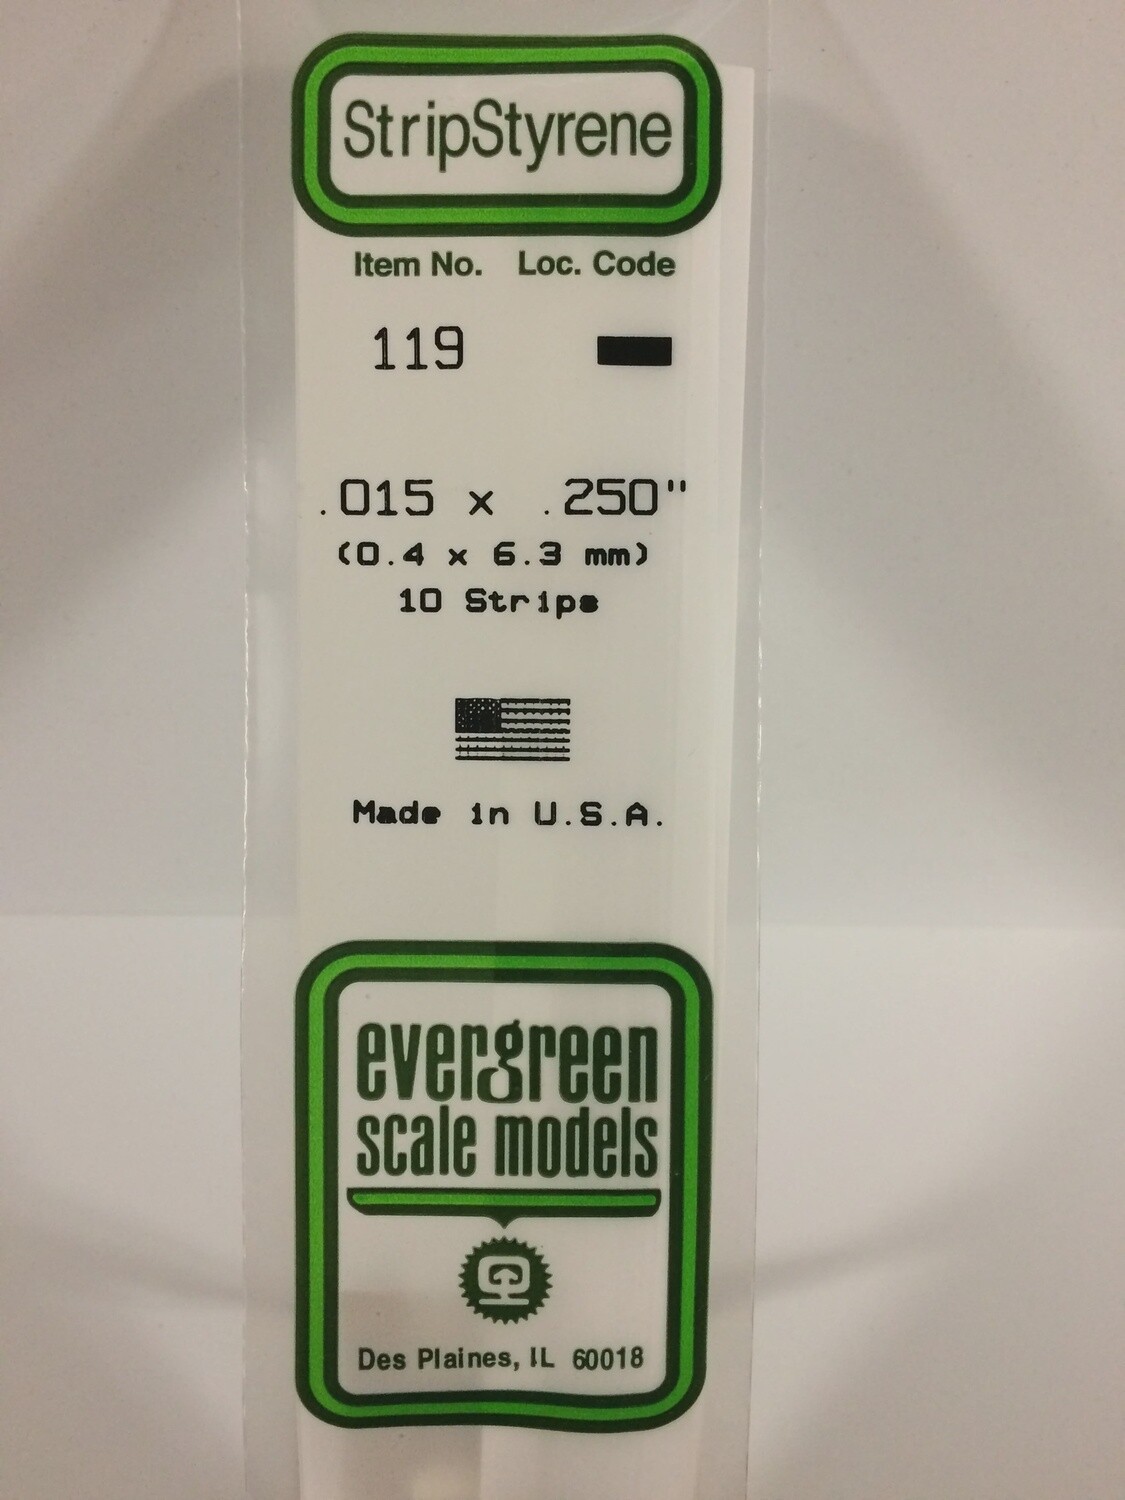 StripStyrene
Item No. Loc. Code
119
.015 x .250"
(0.4 x 6.3 mm)
10 Strips
Made in U.S.A.
evergreen
scale models
Des Plaines, IL 60018